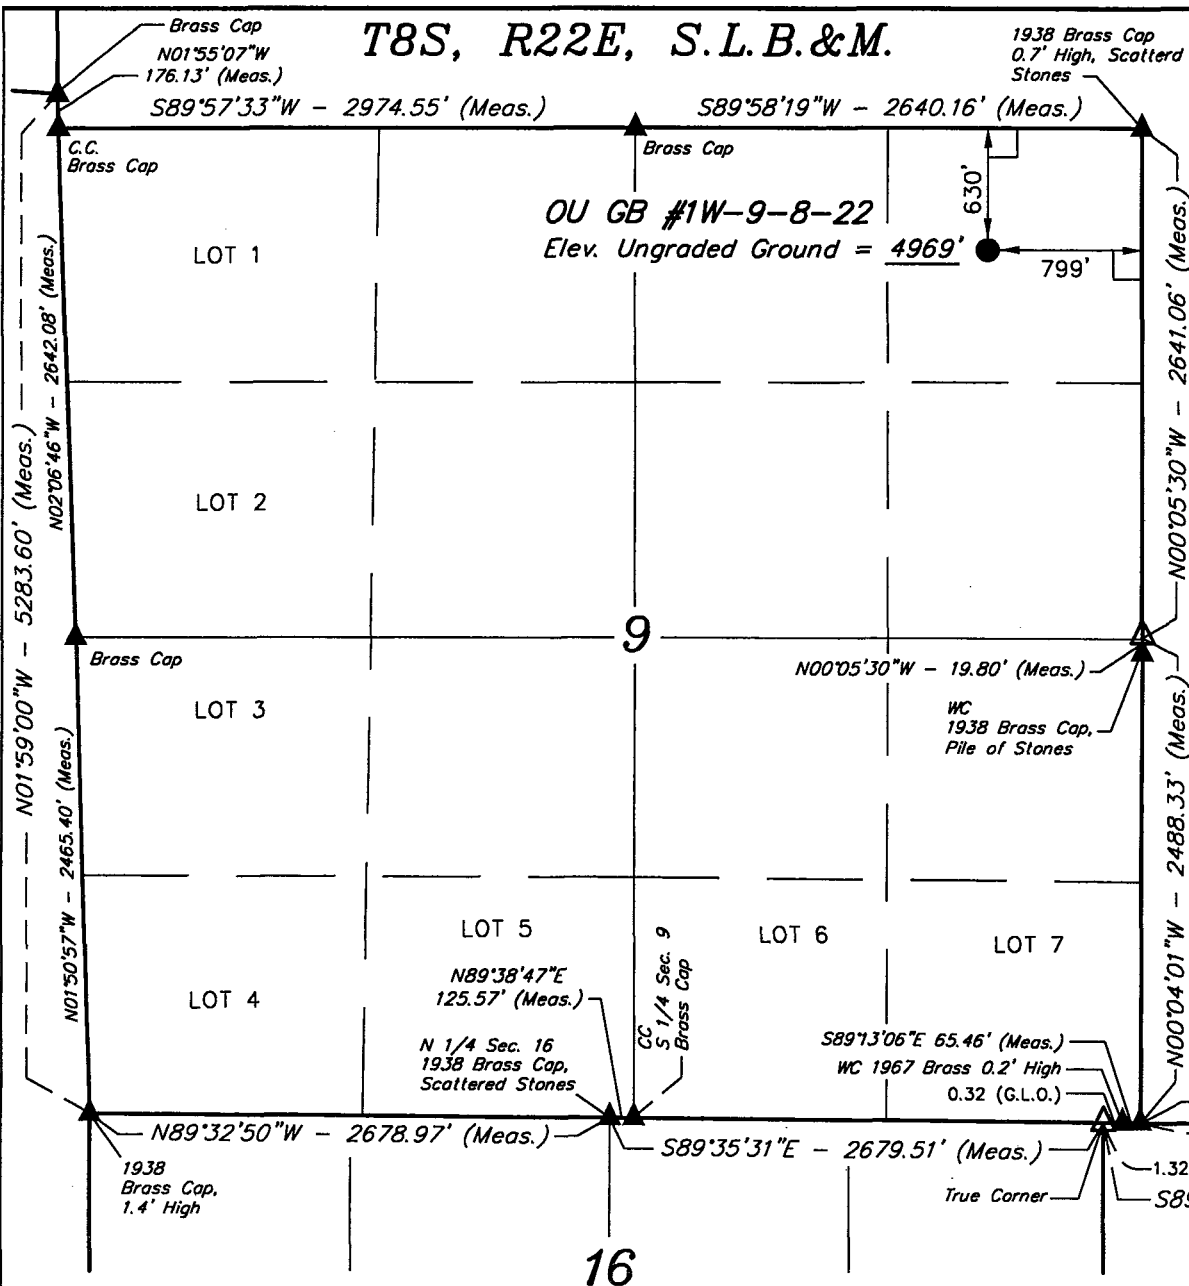 T8S, R22E, S.L.B.&M.
Brass Cap
N01°55'07"W
176.13' (Meas.)
1938 Brass Cap
0.7' High, Scatterd
Stones
S89°57'33"W - 2974.55' (Meas.)
S89°58'19"W - 2640.16' (Meas.)
C.C.
Brass Cap
Brass Cap
630'
799'
OU GB #1W-9-8-22
Elev. Ungraded Ground = 4969'
LOT 1
N02°06'46"W - 2642.08' (Meas.)
N00°05'30"W - 2641.06' (Meas.)
N01°59'00"W - 5283.60' (Meas.)
LOT 2
9
Brass Cap
N00°05'30"W - 19.80' (Meas.)
WC
1938 Brass Cap,
Pile of Stones
LOT 3
N01°50'57"W - 2465.40' (Meas.)
N00°04'01"W - 2488.33' (Meas.)
LOT 5
LOT 6
LOT 7
LOT 4
N89°38'47"E
125.57' (Meas.)
CC
S 1/4 Sec. 9
Brass Cap
N 1/4 Sec. 16
1938 Brass Cap,
Scattered Stones
S89°13'06"E 65.46' (Meas.)
WC 1967 Brass 0.2' High
0.32 (G.L.O.)
N89°32'50"W - 2678.97' (Meas.)
S89°35'31"E - 2679.51' (Meas.)
1938
Brass Cap,
1.4' High
True Corner
1.32
S89
16